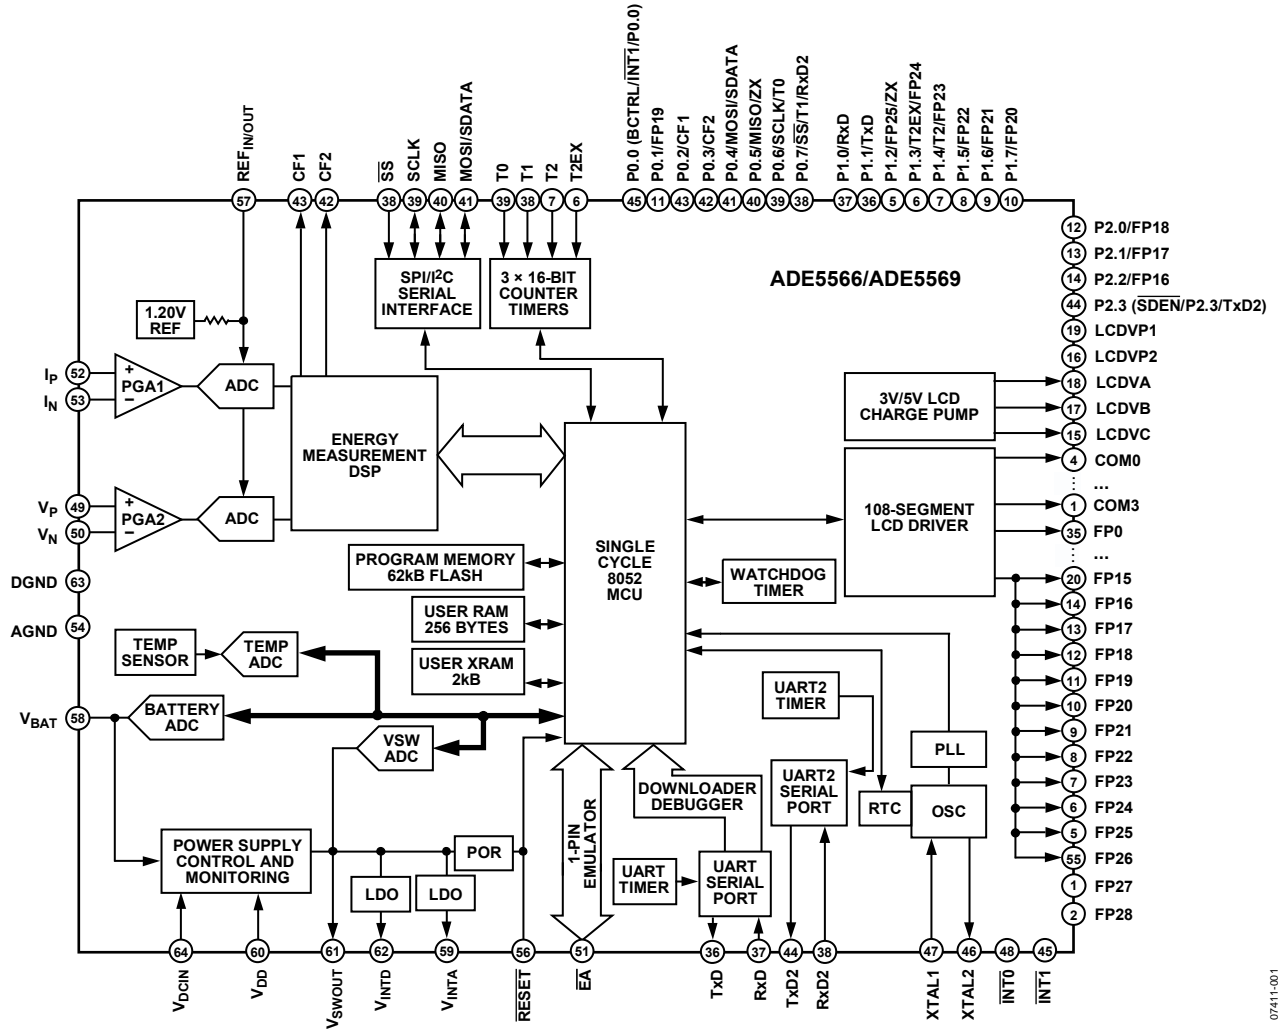 P0.0 (BCTRL/INT1/P0.0)
P0.1/FP19
P0.2/CF1
P0.3/CF2
P0.4/MOSI/SDATA
P0.5/MISO/ZX
P0.6/SCLK/T0
P0.7/SS/T1/RxD2
P1.0/RxD
P1.1/TxD
P1.2/FP25/ZX
P1.3/T2EX/FP24
P1.4/T2/FP23
P1.5/FP22
P1.6/FP21
P1.7/FP20
REFIN/OUT
CF1
CF2
SS
SCLK
MISO
MOSI/SDATA
T0
T1
T2
T2EX
57
43
42
38
39
40
41
39
38
7
6
45
11
43
42
41
40
39
38
37
36
5
6
7
8
9
10
12 P2.0/FP18
13 P2.1/FP17
14 P2.2/FP16
44 P2.3 (SDEN/P2.3/TxD2)
19 LCDVP1
16 LCDVP2
18 LCDVA
17 LCDVB
15 LCDVC
4 COM0
...
1 COM3
35 FP0
...
20 FP15
14 FP16
13 FP17
12 FP18
11 FP19
10 FP20
9 FP21
8 FP22
7 FP23
6 FP24
5 FP25
55 FP26
1 FP27
2 FP28
ADE5566/ADE5569
SPI/I2C
SERIAL
INTERFACE
3 × 16-BIT
COUNTER
TIMERS
1.20V
REF
IP 52
IN 53
+
PGA1
−
ADC
ENERGY
MEASUREMENT
DSP
VP 49
VN 50
+
PGA2
−
ADC
DGND 63
AGND 54
3V/5V LCD
CHARGE PUMP
108-SEGMENT
LCD DRIVER
SINGLE
CYCLE
8052
MCU
PROGRAM MEMORY
62kB FLASH
WATCHDOG
TIMER
USER RAM
256 BYTES
USER XRAM
2kB
TEMP
SENSOR
TEMP
ADC
VBAT 58
BATTERY
ADC
VSW
ADC
UART2
TIMER
PLL
UART2
SERIAL
PORT
RTC
OSC
DOWNLOADER
DEBUGGER
1-PIN
EMULATOR
POWER SUPPLY
CONTROL AND
MONITORING
POR
LDO
LDO
UART
TIMER
UART
SERIAL
PORT
64
60
61
62
59
56
51
36
37
44
38
47
46
48
45
VDCIN
VDD
VSWOUT
VINTD
VINTA
RESET
EA
TxD
RxD
TxD2
RxD2
XTAL1
XTAL2
INT0
INT1
07411-001